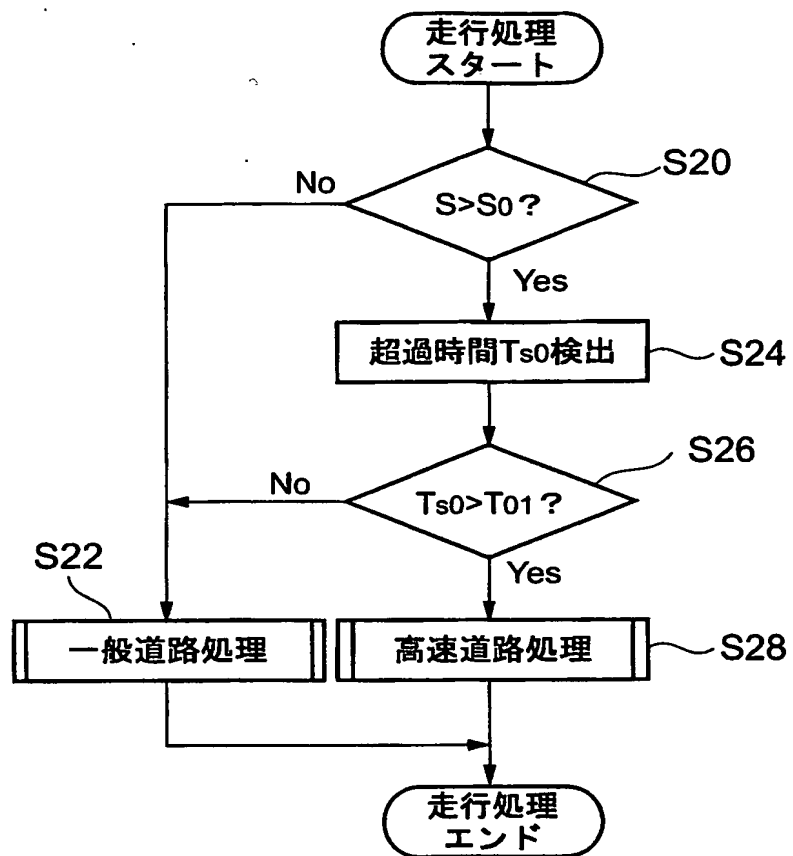 走行処理
スタート
S20
No
S>S0?
Yes
超過時間Ts0検出
S24
S26
No
Ts0>T01?
S22
Yes
一般道路処理
高速道路処理
S28
走行処理
エンド